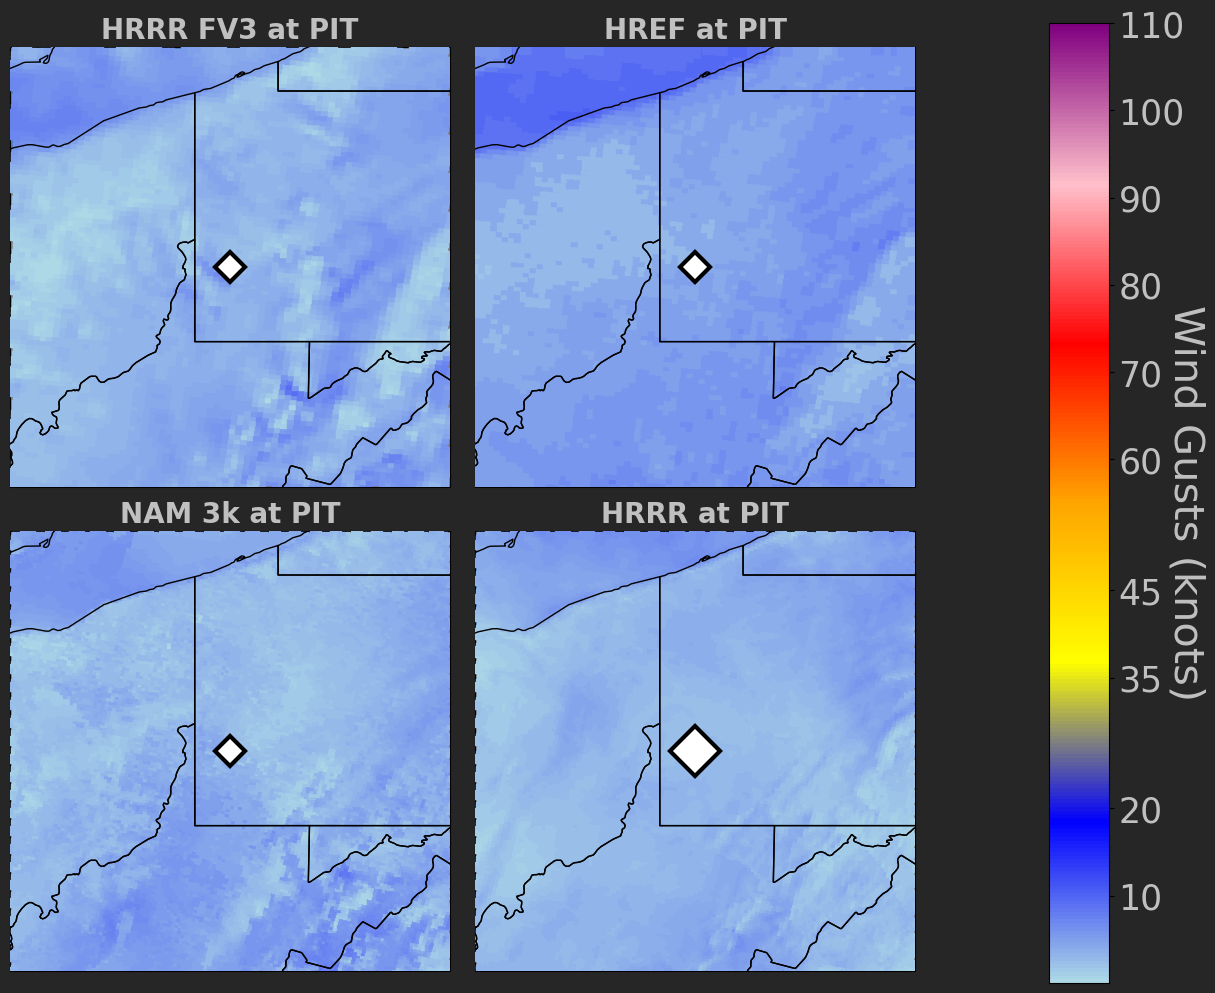 HRRR FV3 at PIT
HREF at PIT
NAM 3k at PIT
HRRR at PIT
110
100
90
80
70
60
45
35
20
10
Wind Gusts (knots)